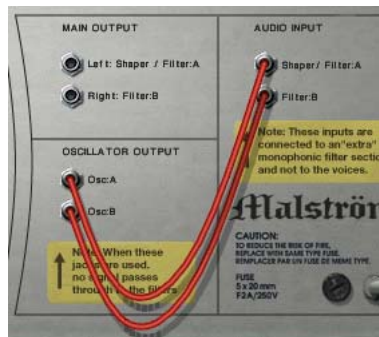 MAIN OUTPUT
Left: Shaper / Filter:A
Right: Filter:B
OSCILLATOR OUTPUT
Osc:A
Osc:B
Note: When these
jacks are used,
no signal passes
through to the filters.
AUDIO INPUT
Shaper/ Filter:A
Filter:B
Note: These inputs are
connected to an "extra"
monophonic filter sectio
and not to the voices.
Malströ
CAUTION:
TO REDUCE THE RISK OF FIRE,
REPLACE WITH SAME TYPE FUSE.
REMPLACER PAR UN FUSE DE MEME TYPE.
FUSE
5 x 20 mm
F2A/250V